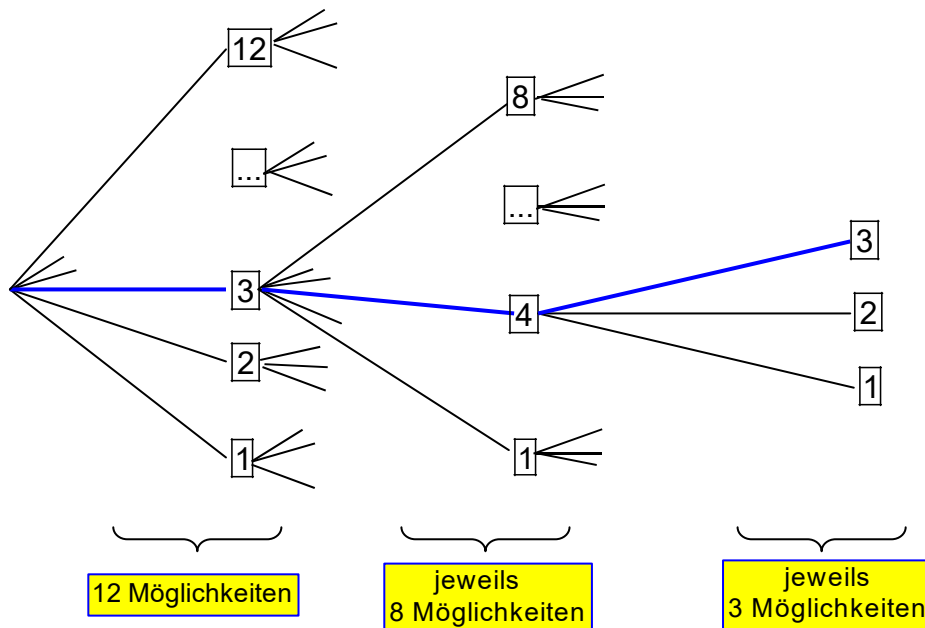 12
...
3
2
1
8
...
4
1
3
2
1
12 Möglichkeiten
jeweils
8 Möglichkeiten
jeweils
3 Möglichkeiten